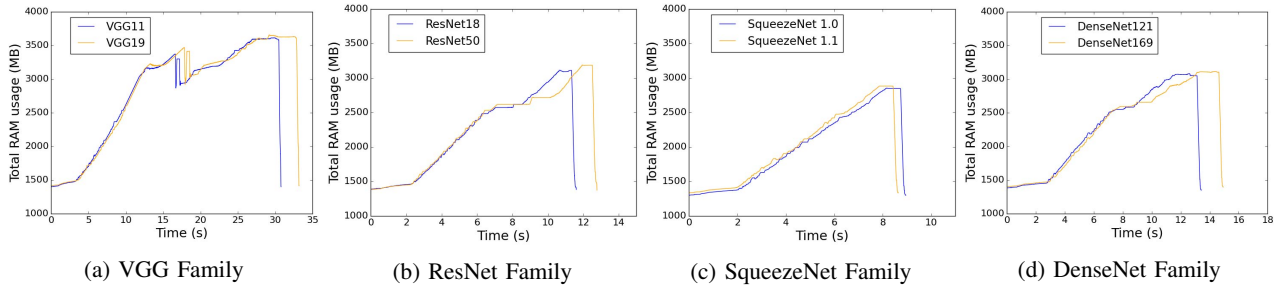 Total RAM usage (MB)
4000
3500
3000
2500
2000
1500
1000
VGG11
VGG19
0 5 10 15 20 25 30 35
Time (s)
(a) VGG Family
Total RAM usage (MB)
4000
3500
3000
2500
2000
1500
1000
ResNet18
ResNet50
0 2 4 6 8 10 12 14
Time (s)
(b) ResNet Family
Total RAM usage (MB)
4000
3500
3000
2500
2000
1500
1000
SqueezeNet 1.0
SqueezeNet 1.1
0 2 4 6 8 10
Time (s)
(c) SqueezeNet Family
Total RAM usage (MB)
4000
3500
3000
2500
2000
1500
1000
DenseNet121
DenseNet169
0 2 4 6 8 10 12 14 16 18
Time (s)
(d) DenseNet Family